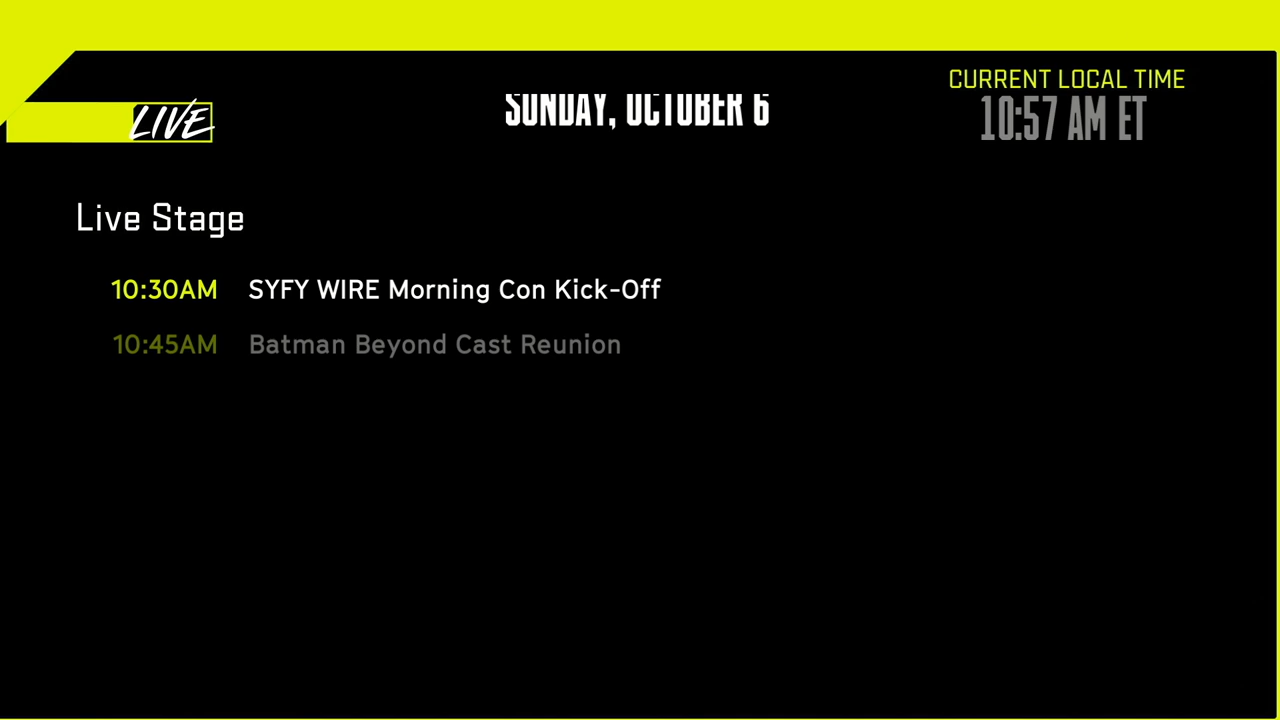 CURRENT LOCAL TIME
LIVE
SUNDAY, OCTOBER 6
10:57 AM ET
Live Stage
10:30AM SYFY WIRE Morning Con Kick-Off
10:45AM Batman Beyond Cast Reunion